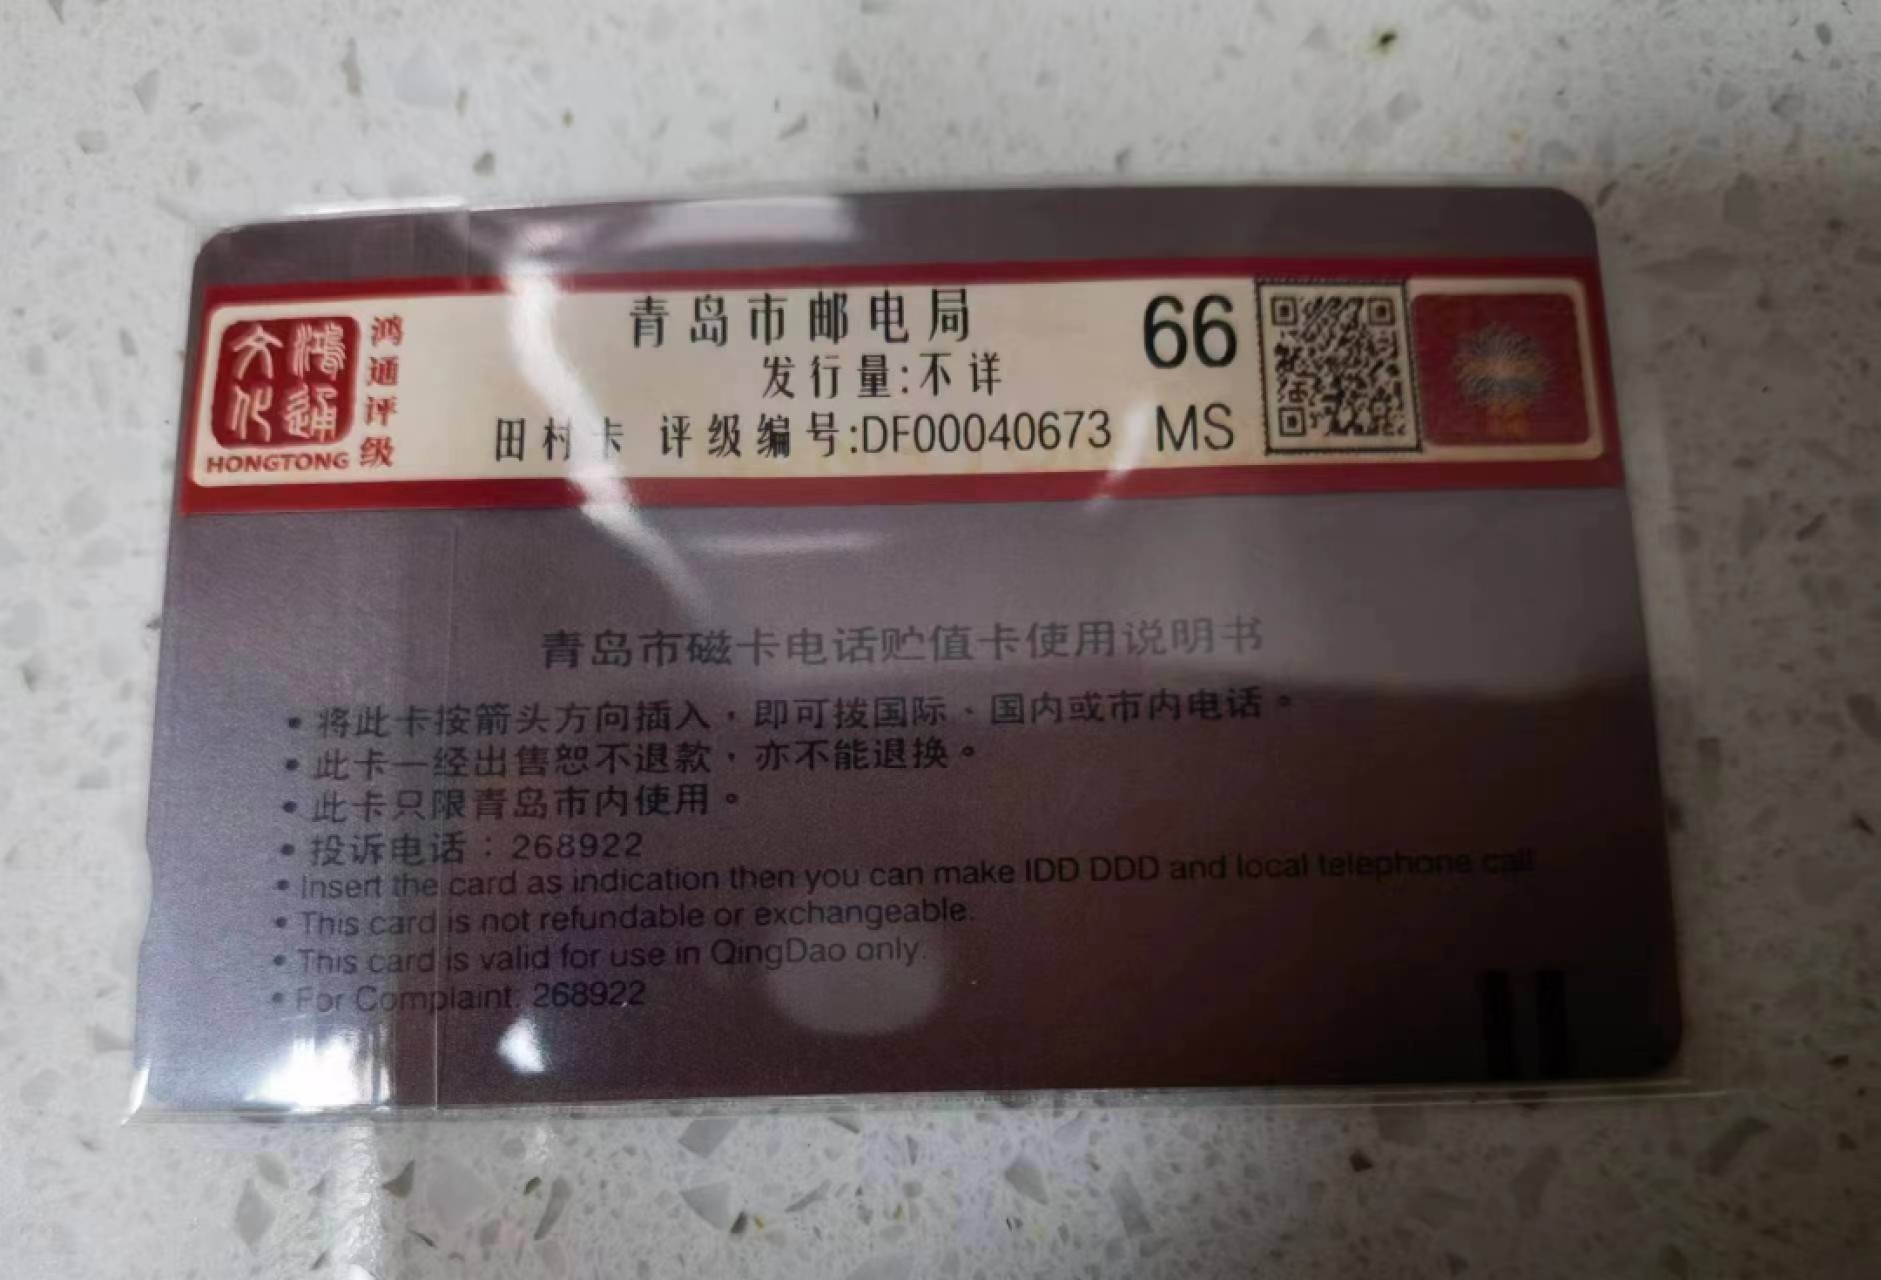 鸿通文化
HONGTONG
鸿通评级
青岛市邮电局
发行量:不详
田村卡 评级编号:DF00040673
66
MS
青岛市磁卡电话贮值卡使用说明书
• 将此卡按箭头方向插入，即可拨国际、国内或市内电话。
• 此卡一经出售恕不退款，亦不能退换。
• 此卡只限青岛市内使用。
• 投诉电话：268922
• Insert the card as indication then you can make IDD DDD and local telephone call
• This card is not refundable or exchangeable.
• This card is valid for use in QingDao only.
• For Complaint. 268922